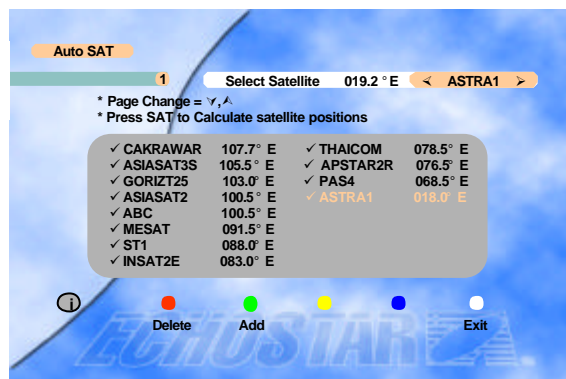 Auto SAT
1 Select Satellite 019.2 ° E ASTRA1
* Page Change = ⋎,⋏
* Press SAT to Calculate satellite positions
✓ CAKRAWAR 107.7° E ✓ THAICOM 078.5° E
✓ ASIASAT3S 105.5° E ✓ APSTAR2R 076.5° E
✓ GORIZT25 103.0° E ✓ PAS4 068.5° E
✓ ASIASAT2 100.5° E ✓ ASTRA1 018.0° E
✓ ABC 100.5° E
✓ MESAT 091.5° E
✓ ST1 088.0° E
✓ INSAT2E 083.0° E
i
Delete Add Exit
ECHOSTAR